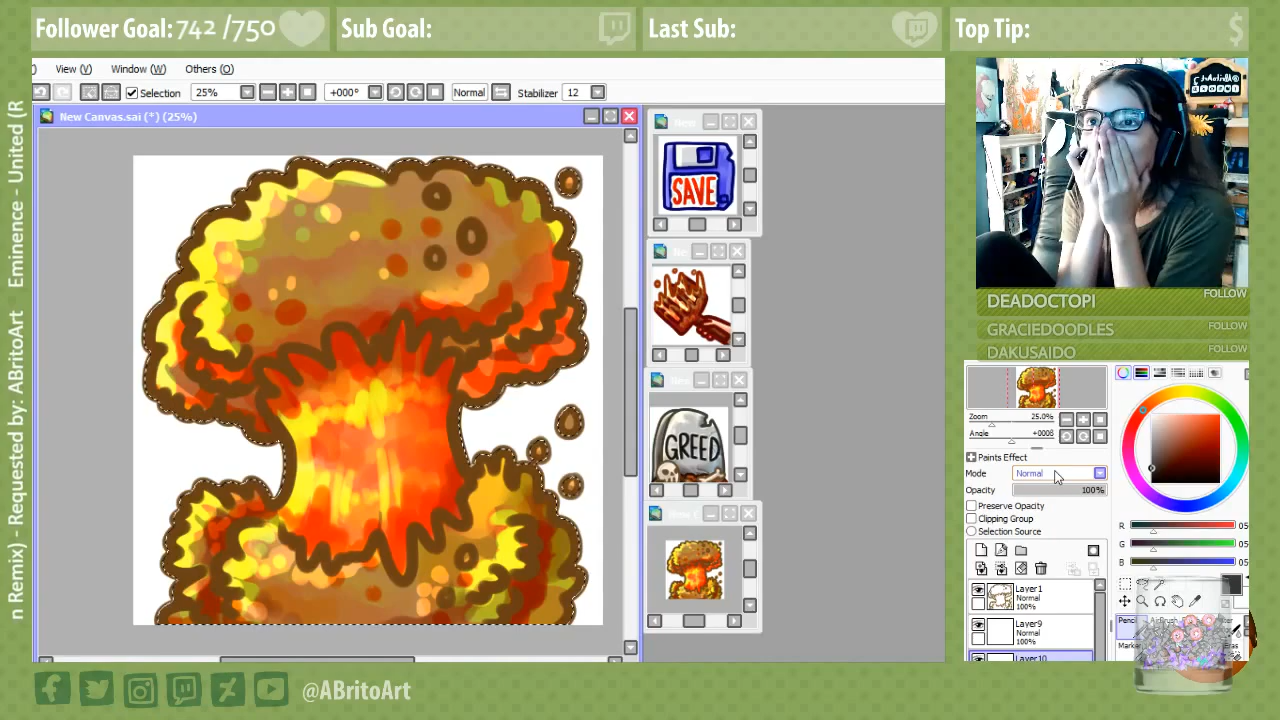 Follower Goal: 742 /750
Sub Goal:
Last Sub:
Top Tip:
) View (V) Window (W) Others (O)
Selection 25% +000° Normal Stabilizer 12
New Canvas.sai (*) (25%)
SAVE
GREED
n Remix) - Requested by: ABritoArt Eminence - United (R
DEADOCTOPI FOLLOW
GRACIEDOODLES FOLLOW
DAKUSAIDO FOLLOW
Zoom 25.0%
Angle
Paints Effect
Mode Normal
Opacity 100%
Preserve Opacity
Clipping Group
Selection Source
R 05
G 05
B 05
Layer1
Normal
100%
Layer9
Normal
100%
Layer10
@ABritoArt